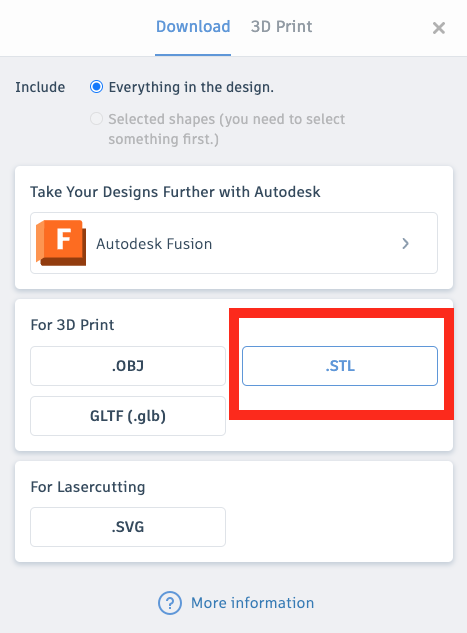 Download 3D Print ×
Include Everything in the design.
Selected shapes (you need to select
something first.)
Take Your Designs Further with Autodesk
F Autodesk Fusion
For 3D Print
.OBJ .STL
GLTF (.glb)
For Lasercutting
.SVG
? More information